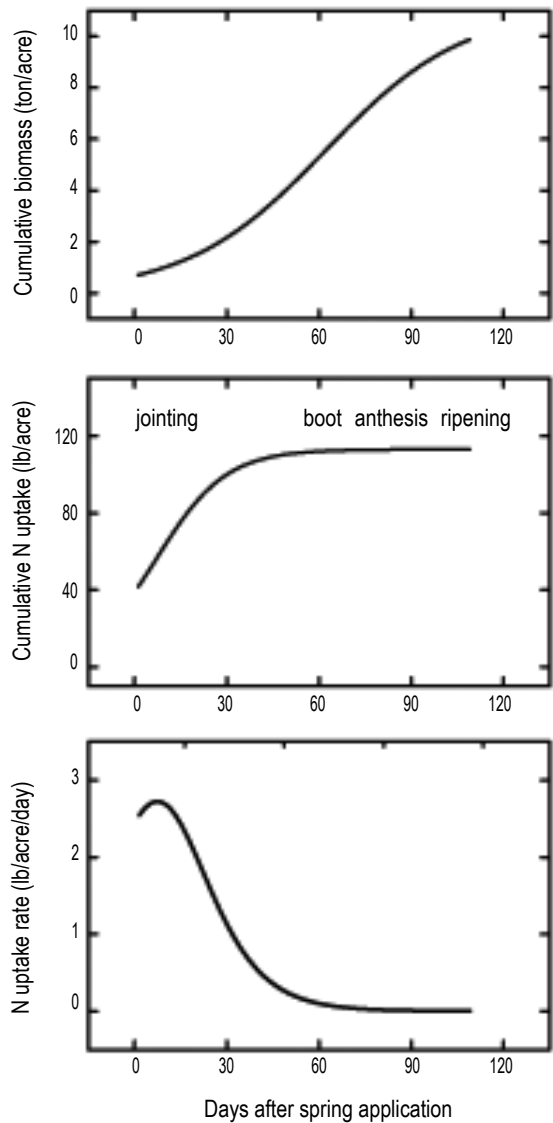 Cumulative biomass (ton/acre)
10
8
6
4
2
0
0 30 60 90 120
Cumulative N uptake (lb/acre)
jointing boot anthesis ripening
120
80
40
0
0 30 60 90 120
N uptake rate (lb/acre/day)
3
2
1
0
0 30 60 90 120
Days after spring application